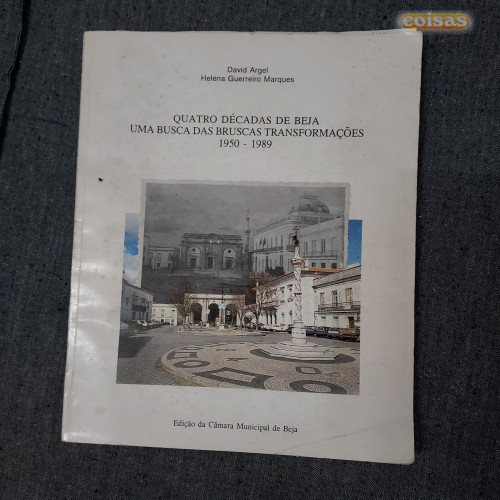 coisas
David Argel
Helena Guerreiro Marques
QUATRO DÉCADAS DE BEJA
UMA BUSCA DAS BRUSCAS TRANSFORMAÇÕES
1950 - 1989
Edição da Câmara Municipal de Beja